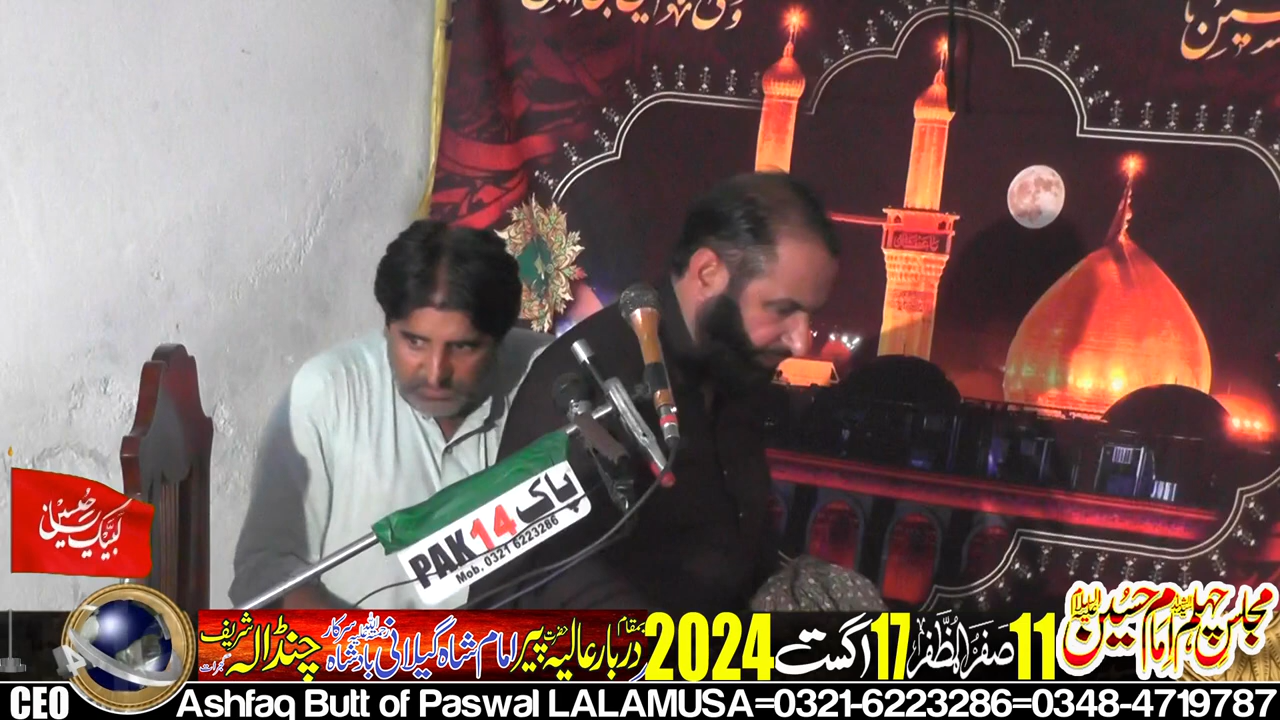 لبیک یا حسینؑ
پاک
PAK 14
Mob. 0321 6223286
مجلس چہلم امام حسین علیہ السلام
11 صفر المظفر 17 اگست 2024
بمقام دربار عالیہ حضرت پیر امام شاہ گیلانی بادشاہ سرکار چنڈالہ شریف گجرات
CEO
Ashfaq Butt of Paswal LALAMUSA=0321-6223286=0348-4719787